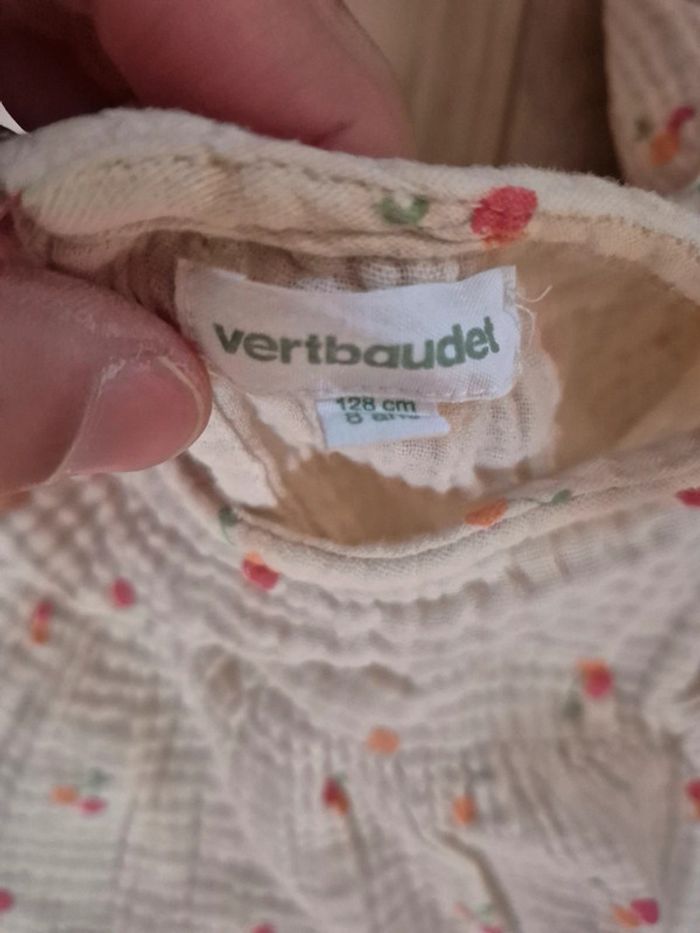 vertbaudet
128 cm
8 ans